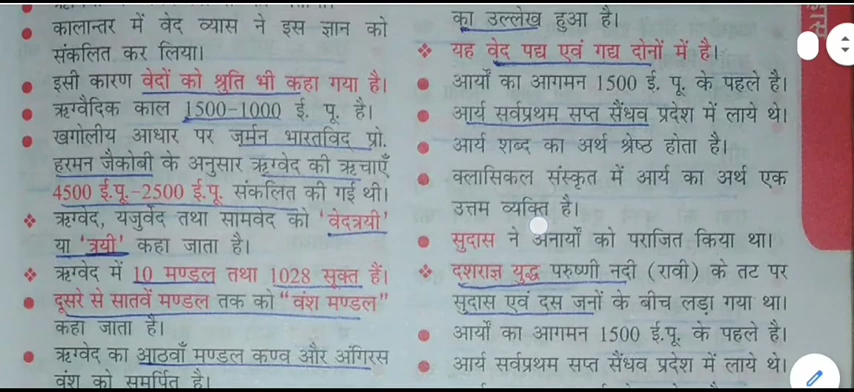 कालान्तर में वेद व्यास ने इस ज्ञान को
संकलित कर लिया।
इसी कारण वेदों को श्रुति भी कहा गया है।
ऋग्वैदिक काल 1500-1000 ई. पू. है।
खगोलीय आधार पर जर्मन भारतविद् प्रो.
हरमन जैकोबी के अनुसार ऋग्वेद की ऋचाएँ
4500 ई.पू.-2500 ई.पू. संकलित की गई थी।
ऋग्वेद, यजुर्वेद तथा सामवेद को 'वेदत्रयी'
या 'त्रयी' कहा जाता है।
ऋग्वेद में 10 मण्डल तथा 1028 सूक्त हैं।
दूसरे से सातवें मण्डल तक को "वंश मण्डल"
कहा जाता है।
ऋग्वेद का आठवाँ मण्डल कण्व और अंगिरस
वंश को समर्पित है।
का उल्लेख हुआ है।
यह वेद पद्य एवं गद्य दोनों में है।
आर्यों का आगमन 1500 ई. पू. के पहले है।
आर्य सर्वप्रथम सप्त सैंधव प्रदेश में लाये थे।
आर्य शब्द का अर्थ श्रेष्ठ होता है।
क्लासिकल संस्कृत में आर्य का अर्थ एक
उत्तम व्यक्ति है।
सुदास ने अनार्यों को पराजित किया था।
दशराज्ञ युद्ध परुष्णी नदी (रावी) के तट पर
सुदास एवं दस जनों के बीच लड़ा गया था।
आर्यों का आगमन 1500 ई.पू. के पहले है।
आर्य सर्वप्रथम सप्त सैंधव प्रदेश में लाये थे।